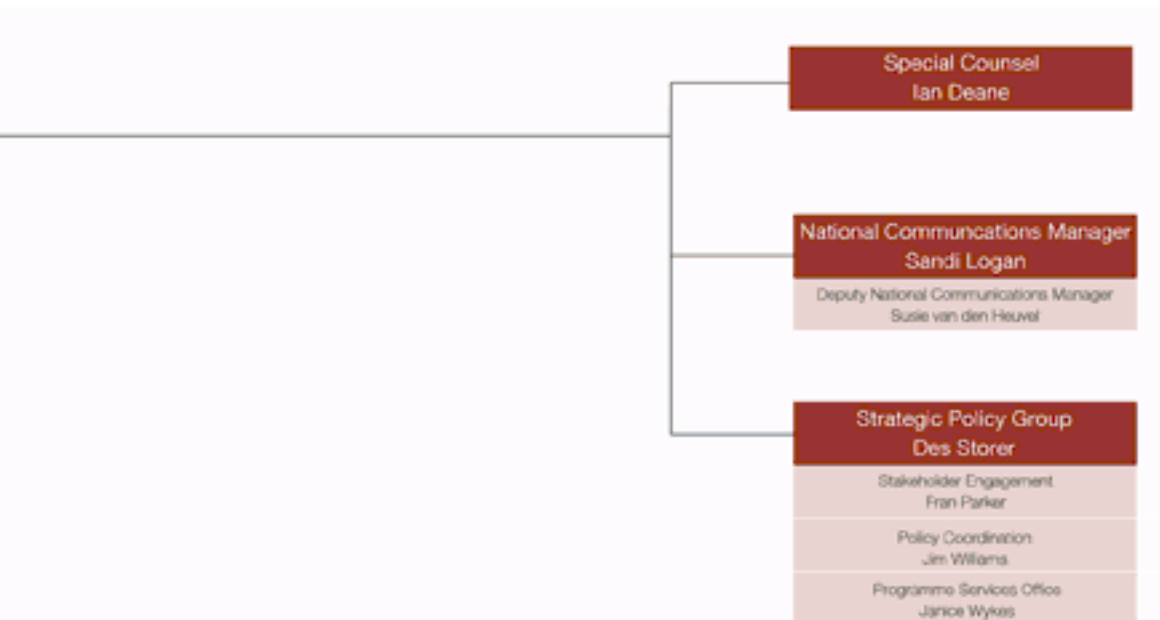 Special Counsel
Ian Deane
National Communcations Manager
Sandi Logan
Deputy National Communications Manager
Susie van den Heuvel
Strategic Policy Group
Des Storer
Stakeholder Engagement
Fran Parker
Policy Coordination
Jim Williams
Programme Services Office
Janice Wykes